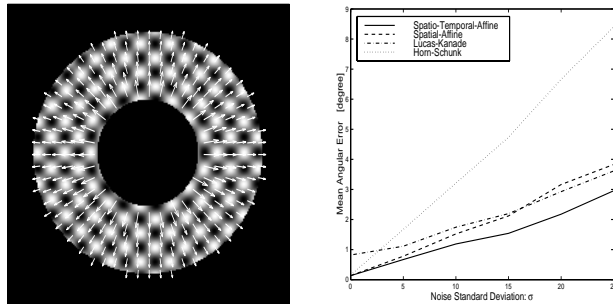 9
8
7
6
5
4
3
2
1
0
0
5
10
15
20
25
Mean Angular Error [degree]
Noise Standard Deviation: σ
Spatio-Temporal-Affine
Spatial-Affine
Lucas-Kanade
Horn-Schunk